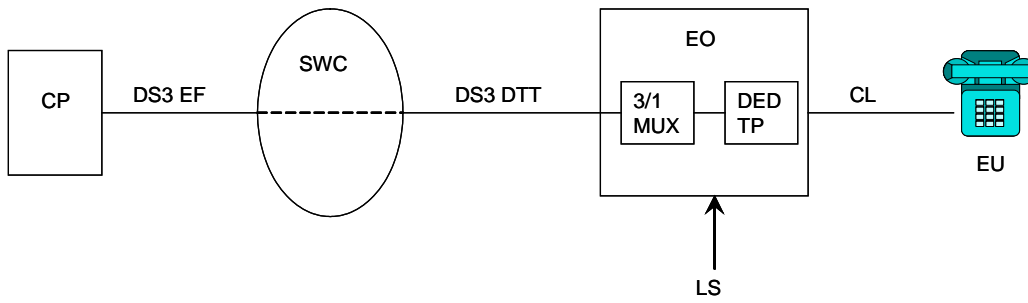 CP
DS3 EF
SWC
DS3 DTT
EO
3/1
MUX
DED
TP
CL
EU
LS